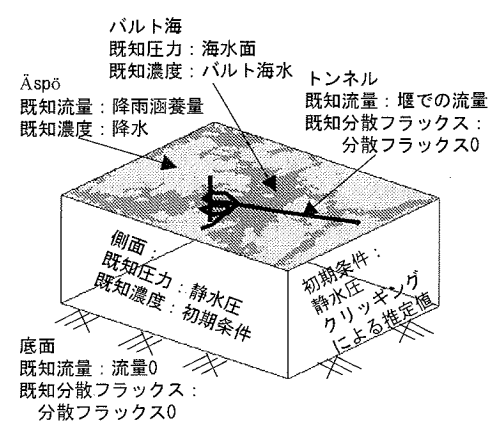 バルト海
既知圧力：海水面
既知濃度：バルト海水
Äspö
既知流量：降雨涵養量
既知濃度：降水
トンネル
既知流量：堰での流量
既知分散フラックス：
分散フラックス0
側面：
既知圧力：静水圧
既知濃度：初期条件
初期条件：
静水圧
クリッキング
による推定値
底面
既知流量：流量0
既知分散フラックス：
分散フラックス0